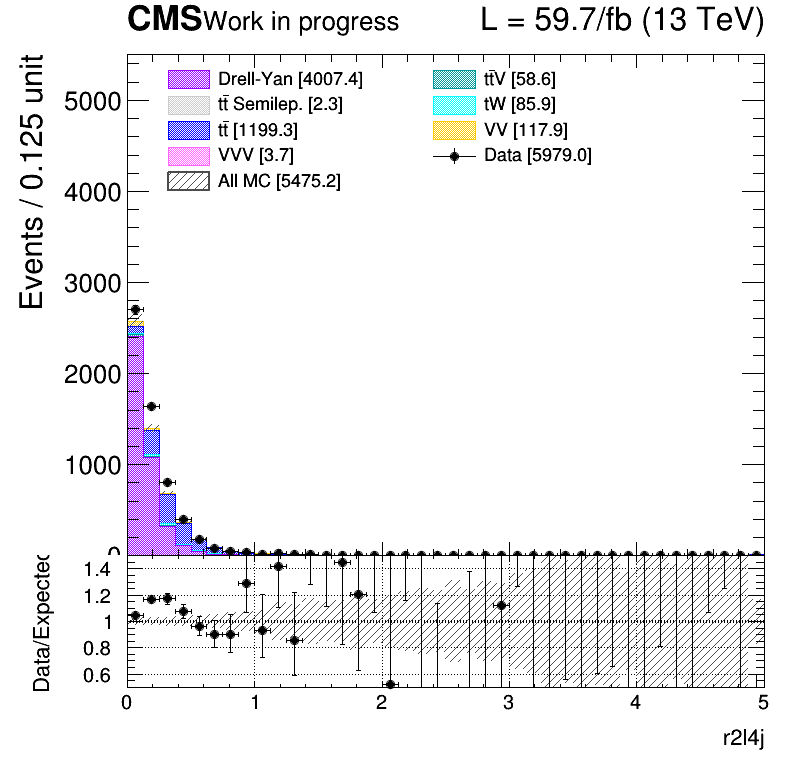 CMS Work in progress L = 59.7/fb (13 TeV)
Events / 0.125 unit
5000
4000
3000
2000
1000
0
Drell-Yan [4007.4]
tt̄ Semilep. [2.3]
tt̄ [1199.3]
VVV [3.7]
All MC [5475.2]
tt̄V [58.6]
tW [85.9]
VV [117.9]
Data [5979.0]
Data/Expected
1.4
1.2
1
0.8
0.6
0 1 2 3 4 5
r2l4j